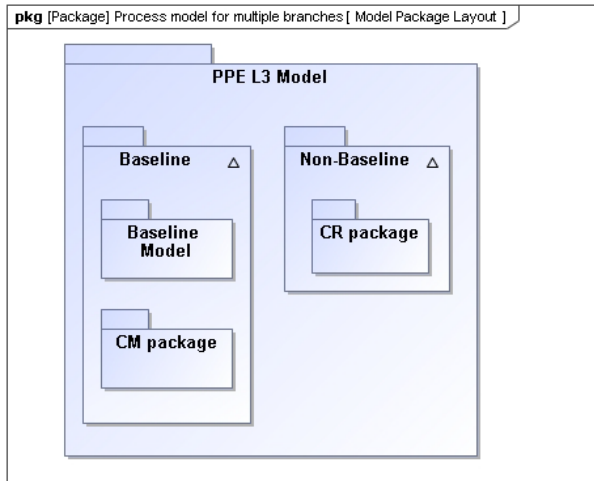 pkg [Package] Process model for multiple branches [ Model Package Layout ]
PPE L3 Model
Baseline
Non-Baseline
Baseline
Model
CR package
CM package